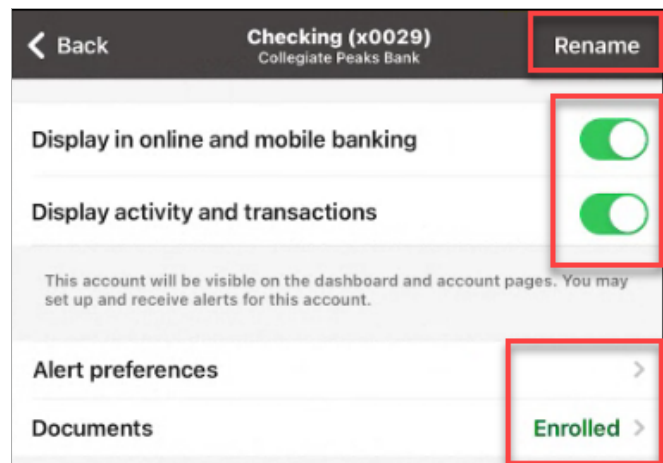 Back
Checking (x0029)
Collegiate Peaks Bank
Rename
Display in online and mobile banking
Display activity and transactions
This account will be visible on the dashboard and account pages. You may
set up and receive alerts for this account.
Alert preferences
Documents
Enrolled